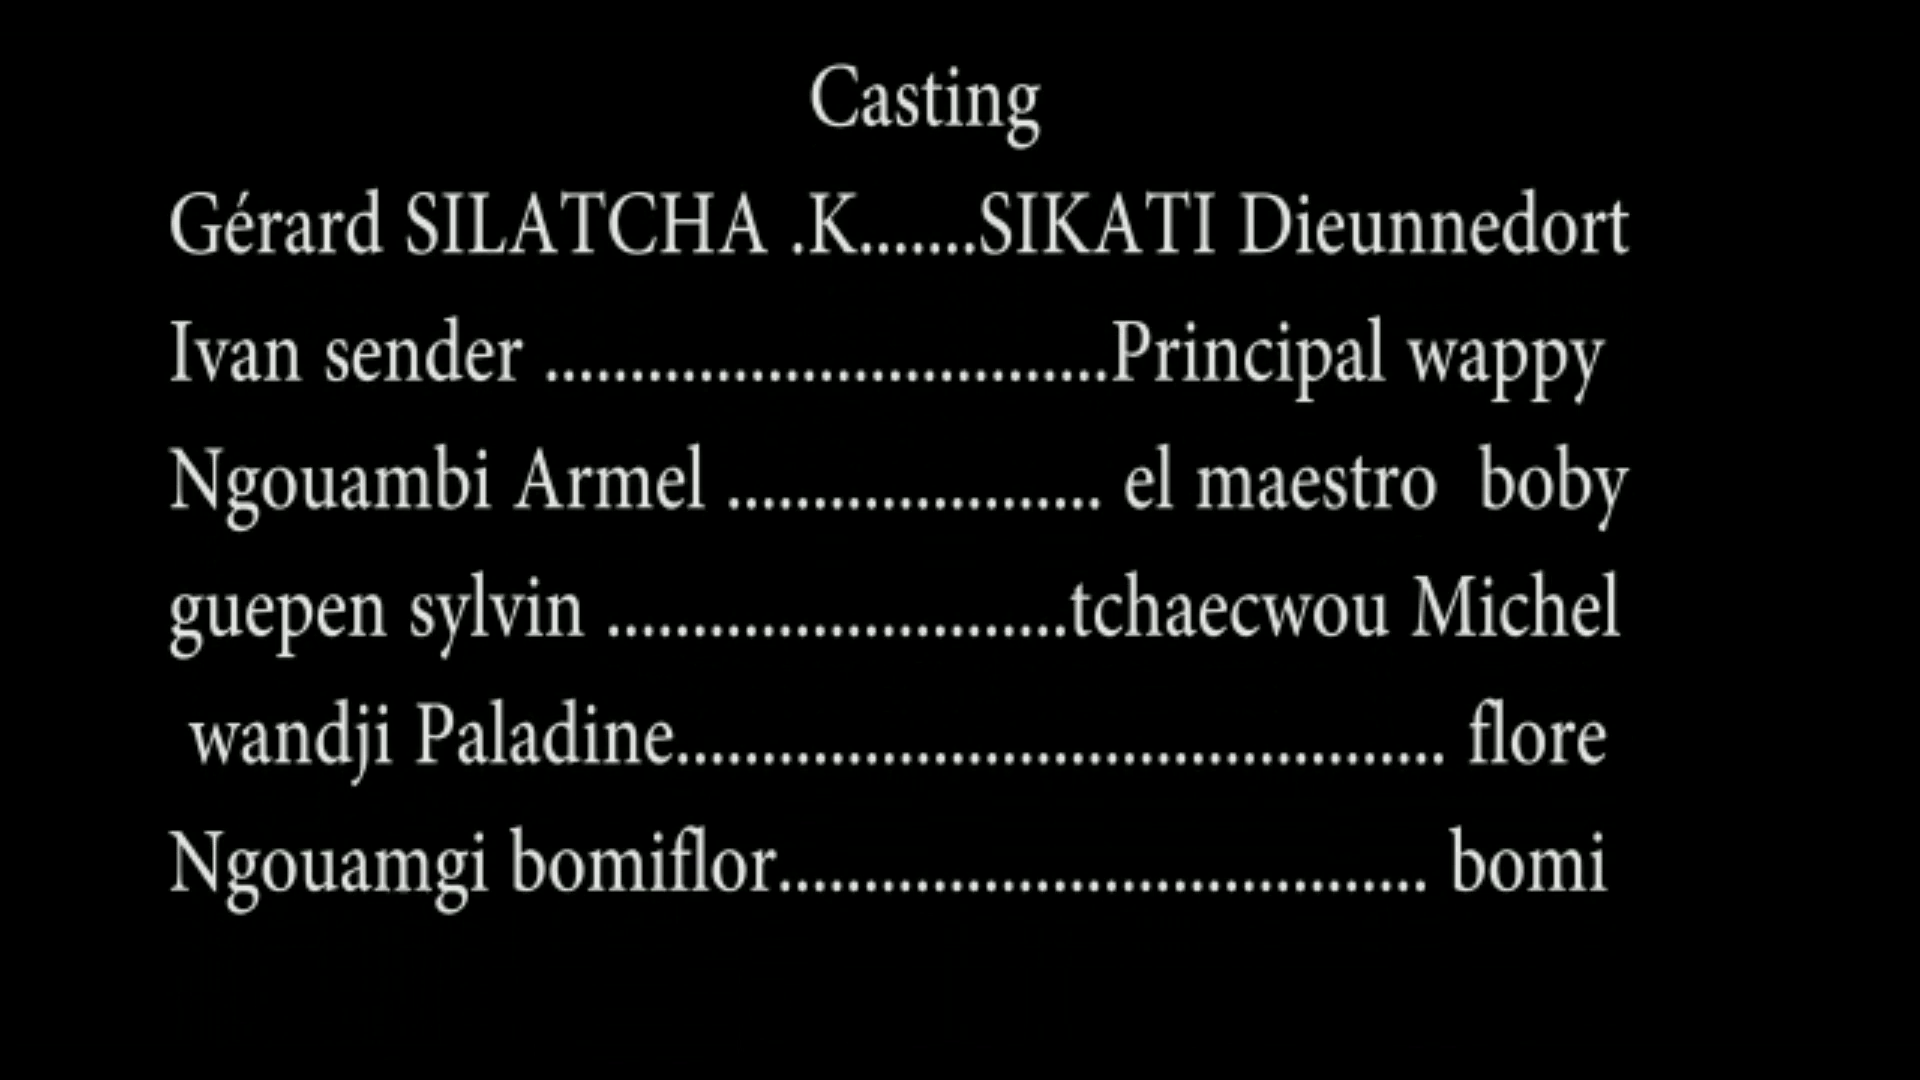 Casting
Gérard SILATCHA .K.......SIKATI Dieunnedort
Ivan sender .................................Principal wappy
Ngouambi Armel ...................... el maestro  boby
guepen sylvin ...........................tchaecwou Michel
wandji Paladine............................................. flore
Ngouamgi bomiflor...................................... bomi